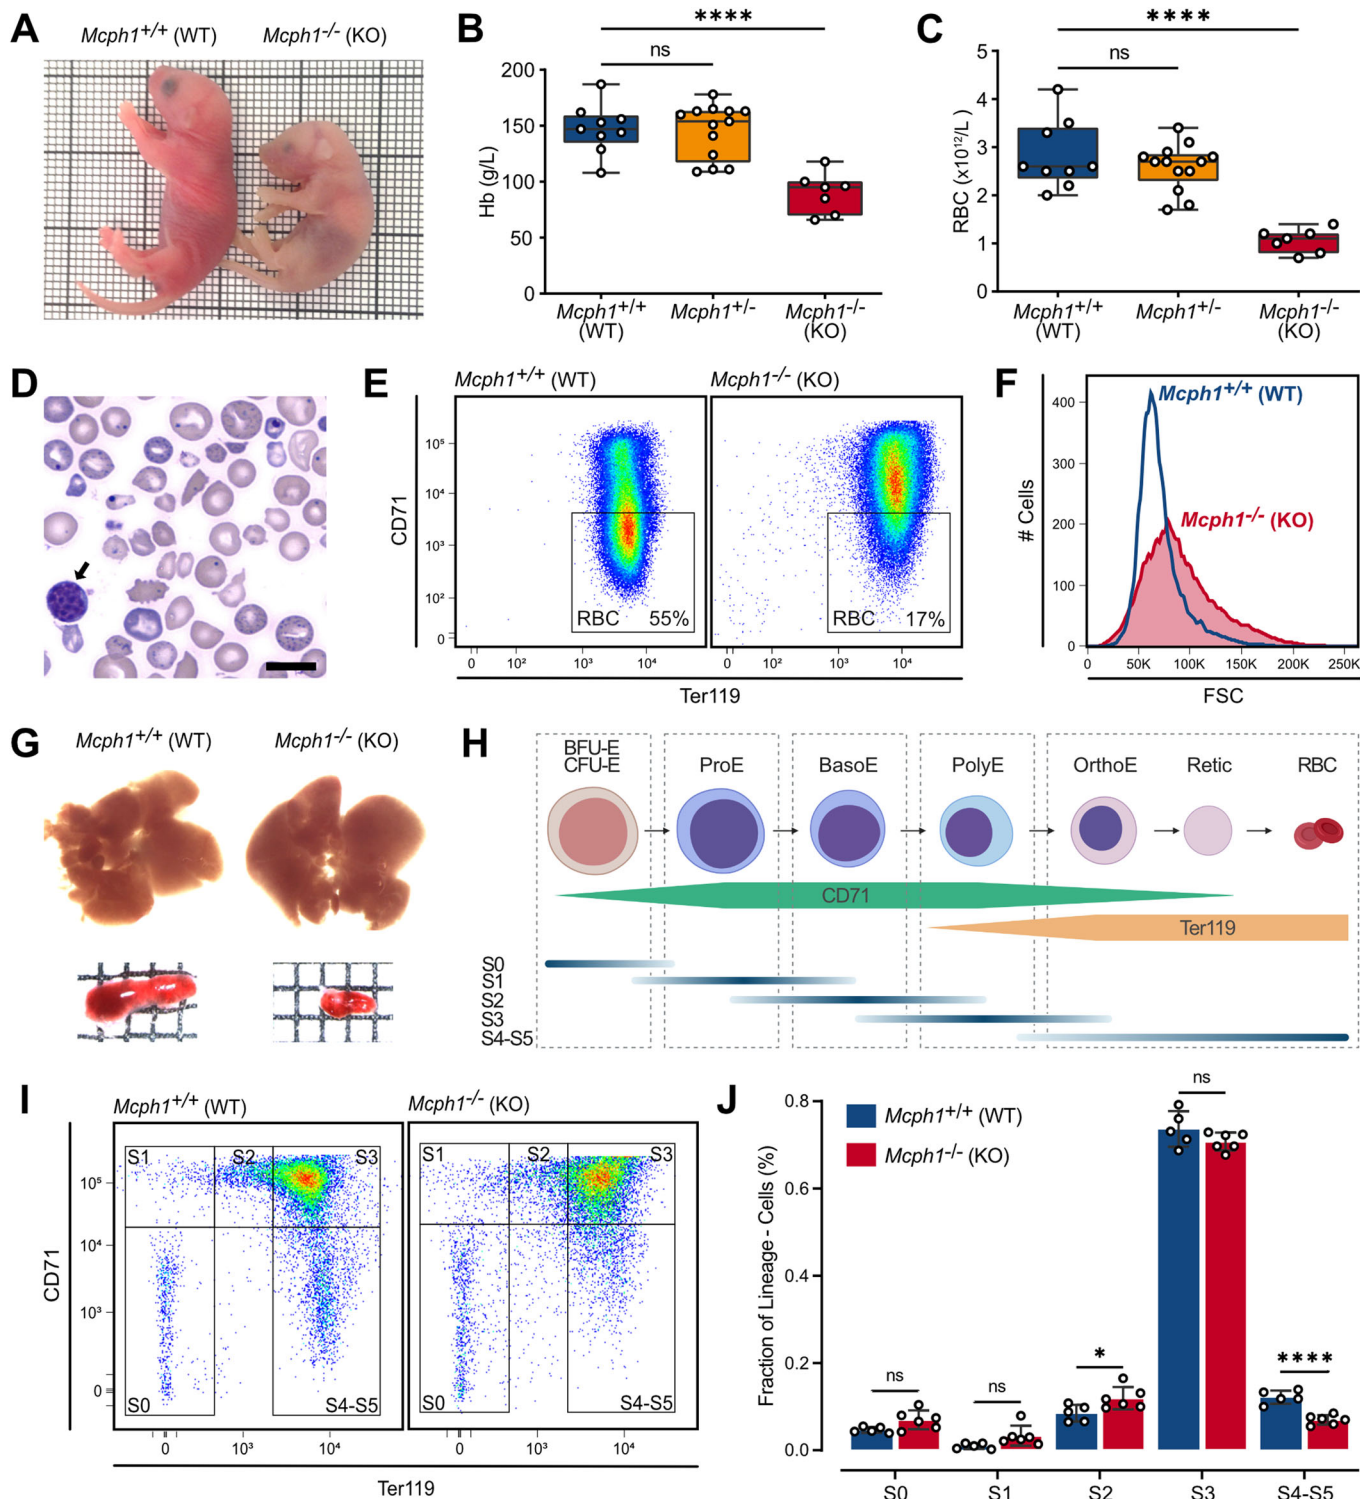 A
Mcph1+/+ (WT)
Mcph1-/- (KO)
B
****
ns
200
150
100
50
0
Hb (g/L)
Mcph1+/+
(WT)
Mcph1+/-
Mcph1-/-
(KO)
C
****
ns
5
4
3
2
1
0
RBC (x10¹²/L)
Mcph1+/+
(WT)
Mcph1+/-
Mcph1-/-
(KO)
D
E
Mcph1+/+ (WT)
Mcph1-/- (KO)
CD71
10⁵
10⁴
10³
10²
0
RBC 55%
RBC 17%
0 10² 10³ 10⁴
0 10² 10³ 10⁴
Ter119
F
Mcph1+/+ (WT)
Mcph1-/- (KO)
# Cells
400
300
200
100
0
0 50K 100K 150K 200K 250K
FSC
G
Mcph1+/+ (WT)
Mcph1-/- (KO)
H
BFU-E
CFU-E
ProE
BasoE
PolyE
OrthoE
Retic
RBC
CD71
Ter119
S0
S1
S2
S3
S4-S5
I
Mcph1+/+ (WT)
Mcph1-/- (KO)
CD71
10⁵
10⁴
10³
0
S1 S2 S3
S0 S4-S5
S1 S2 S3
S0 S4-S5
0 10³ 10⁴
0 10³ 10⁴
Ter119
J
Mcph1+/+ (WT)
Mcph1-/- (KO)
Fraction of Lineage - Cells (%)
0.8
0.6
0.4
0.2
0.0
ns
ns
*
ns
****
S0 S1 S2 S3 S4-S5